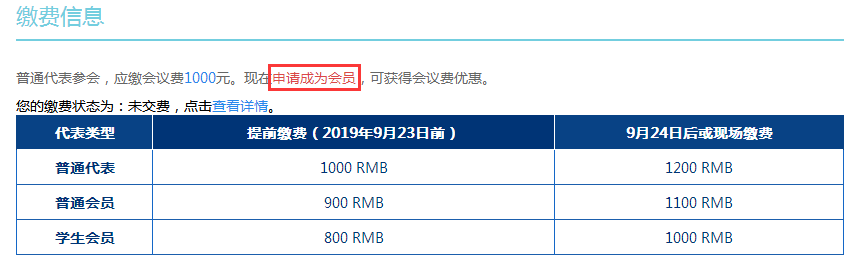 缴费信息
普通代表参会，应缴会议费1000元。现在申请成为会员，可获得会议费优惠。
您的缴费状态为：未交费，点击查看详情。
代表类型 提前缴费（2019年9月23日前） 9月24日后或现场缴费
普通代表 1000 RMB 1200 RMB
普通会员 900 RMB 1100 RMB
学生会员 800 RMB 1000 RMB